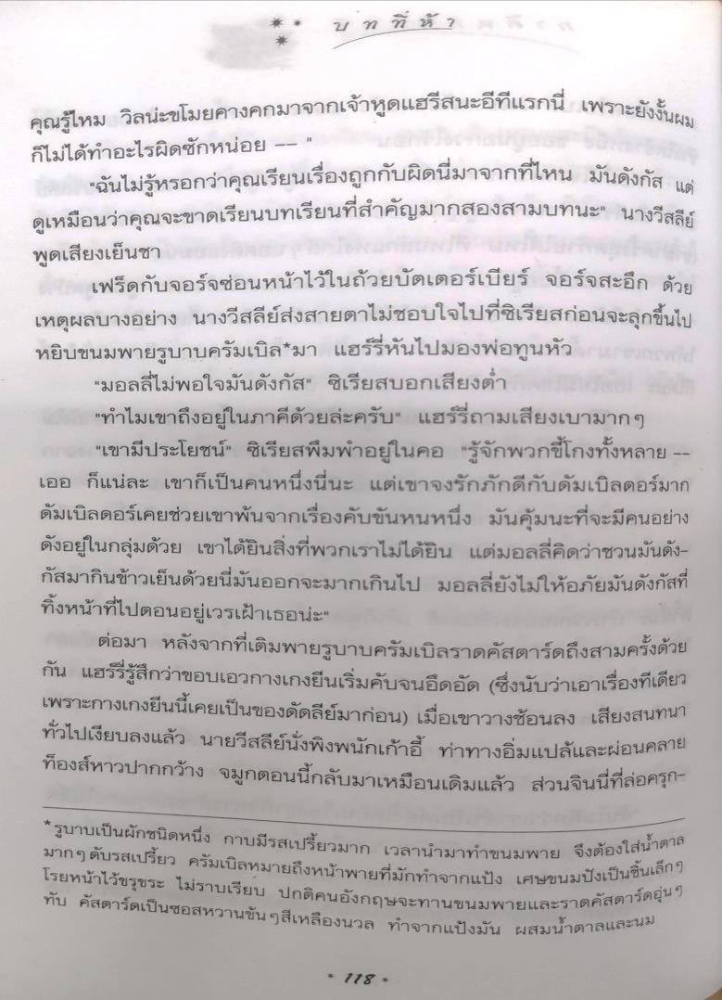 บทที่ห้า
คุณรู้ไหม วิลน่ะขโมยคางคกมาจากเจ้าหูดแฮรีสนะอีทีแรกนี่ เพราะยังงั้นผม
ก็ไม่ได้ทำอะไรผิดซักหน่อย -- "
"ฉันไม่รู้หรอกว่าคุณเรียนเรื่องถูกกับผิดนี่มาจากที่ไหน มันดังกัส แต่
ดูเหมือนว่าคุณจะขาดเรียนบทเรียนที่สำคัญมากสองสามบทนะ" นางวีสลีย์
พูดเสียงเย็นชา
เฟร็ดกับจอร์จซ่อนหน้าไว้ในถ้วยบัตเตอร์เบียร์ จอร์จสะอึก ด้วย
เหตุผลบางอย่าง นางวีสลีย์ส่งสายตาไม่ชอบใจไปที่ซิเรียสก่อนจะลุกขึ้นไป
หยิบขนมพายรูบาบครัมเบิล*มา แฮร์รี่หันไปมองพ่อทูนหัว
"มอลลี่ไม่พอใจมันดังกัส" ซิเรียสบอกเสียงต่ำ
"ทำไมเขาถึงอยู่ในภาคีด้วยล่ะครับ" แฮร์รี่ถามเสียงเบามากๆ
"เขามีประโยชน์" ซิเรียสพึมพำอยู่ในคอ "รู้จักพวกขี้โกงทั้งหลาย --
เออ ก็แน่ละ เขาก็เป็นคนหนึ่งนี่นะ แต่เขาจงรักภักดีกับดัมเบิลดอร์มาก
ดัมเบิลดอร์เคยช่วยเขาพ้นจากเรื่องคับขันหนหนึ่ง มันคุ้มนะที่จะมีคนอย่าง
ดังอยู่ในกลุ่มด้วย เขาได้ยินสิ่งที่พวกเราไม่ได้ยิน แต่มอลลี่คิดว่าชวนมันดัง-
กัสมากินข้าวเย็นด้วยนี่มันออกจะมากเกินไป มอลลี่ยังไม่ให้อภัยมันดังกัสที่
ทิ้งหน้าที่ไปตอนอยู่เวรเฝ้าเธอน่ะ"
ต่อมา หลังจากที่เติมพายรูบาบครัมเบิลราดคัสตาร์ดถึงสามครั้งด้วย
กัน แฮร์รี่รู้สึกว่าขอบเอวกางเกงยีนเริ่มคับจนอึดอัด (ซึ่งนับว่าเอาเรื่องทีเดียว
เพราะกางเกงยีนนี้เคยเป็นของดัดลีย์มาก่อน) เมื่อเขาวางช้อนลง เสียงสนทนา
ทั่วไปเงียบลงแล้ว นายวีสลีย์นั่งพิงพนักเก้าอี้ ท่าทางอิ่มแปล้และผ่อนคลาย
ท็องส์หาวปากกว้าง จมูกตอนนี้กลับมาเหมือนเดิมแล้ว ส่วนจินนี่ที่ล่อครุก-
*รูบาบเป็นผักชนิดหนึ่ง กาบมีรสเปรี้ยวมาก เวลานำมาทำขนมพาย จึงต้องใส่น้ำตาล
มากๆดับรสเปรี้ยว ครัมเบิลหมายถึงหน้าพายที่มักทำจากแป้ง เศษขนมปังเป็นชิ้นเล็กๆ
โรยหน้าไว้ขรุขระ ไม่ราบเรียบ ปกติคนอังกฤษจะทานขนมพายและราดคัสตาร์ดอุ่นๆ
ทับ คัสตาร์ดเป็นซอสหวานข้นๆสีเหลืองนวล ทำจากแป้งมัน ผสมน้ำตาลและนม
* 118 *